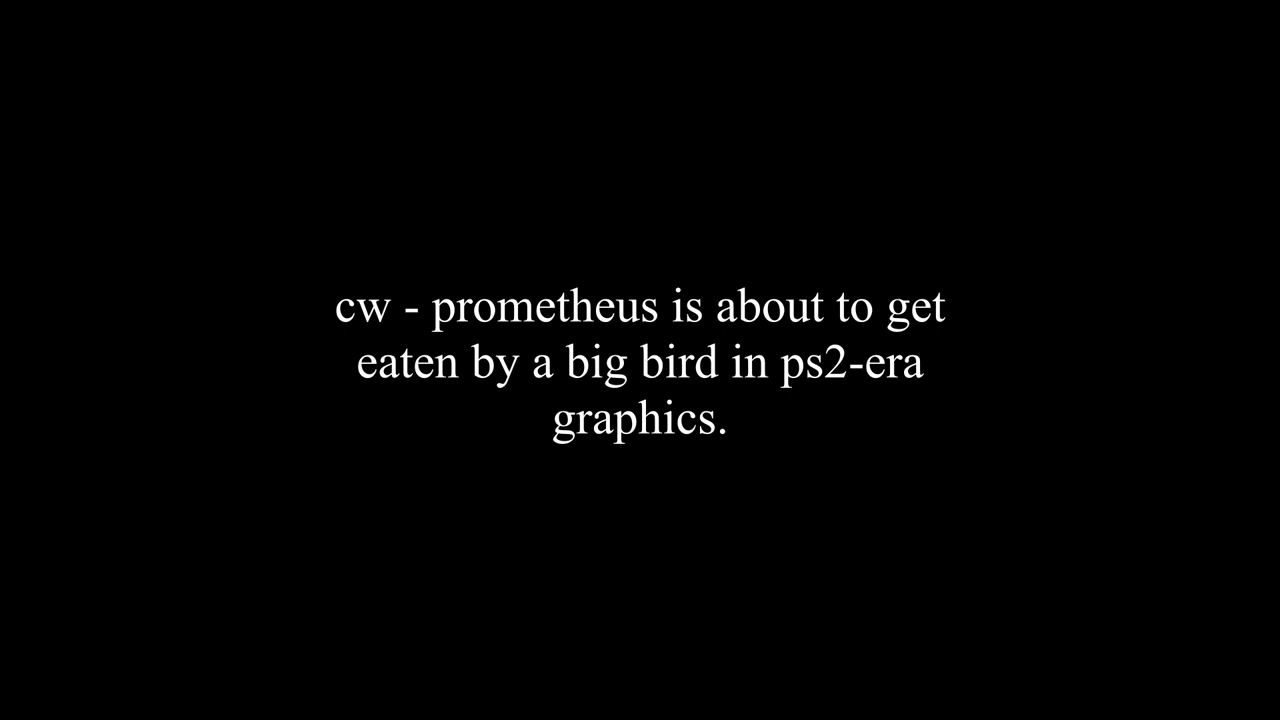 cw - prometheus is about to get
eaten by a big bird in ps2-era
graphics.